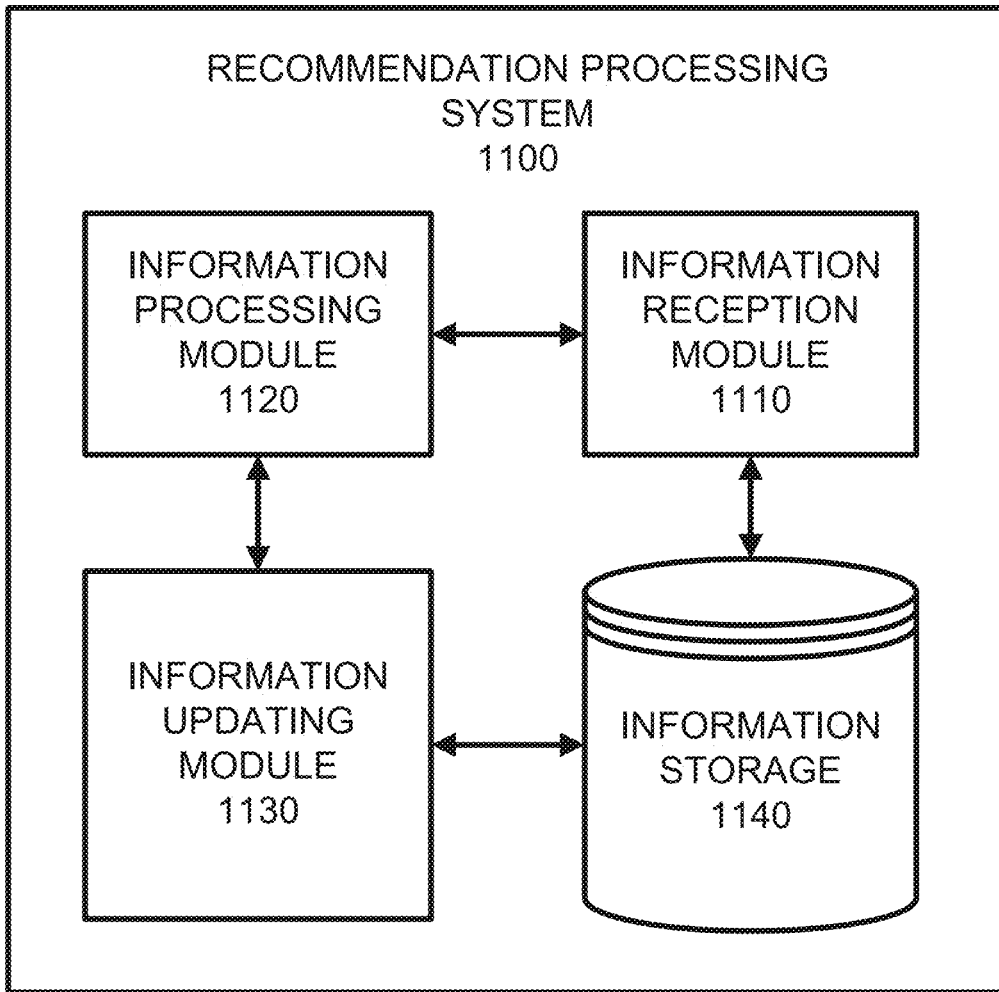 RECOMMENDATION PROCESSING
SYSTEM
1100
INFORMATION
PROCESSING
MODULE
1120
INFORMATION
RECEPTION
MODULE
1110
INFORMATION
UPDATING
MODULE
1130
INFORMATION
STORAGE
1140